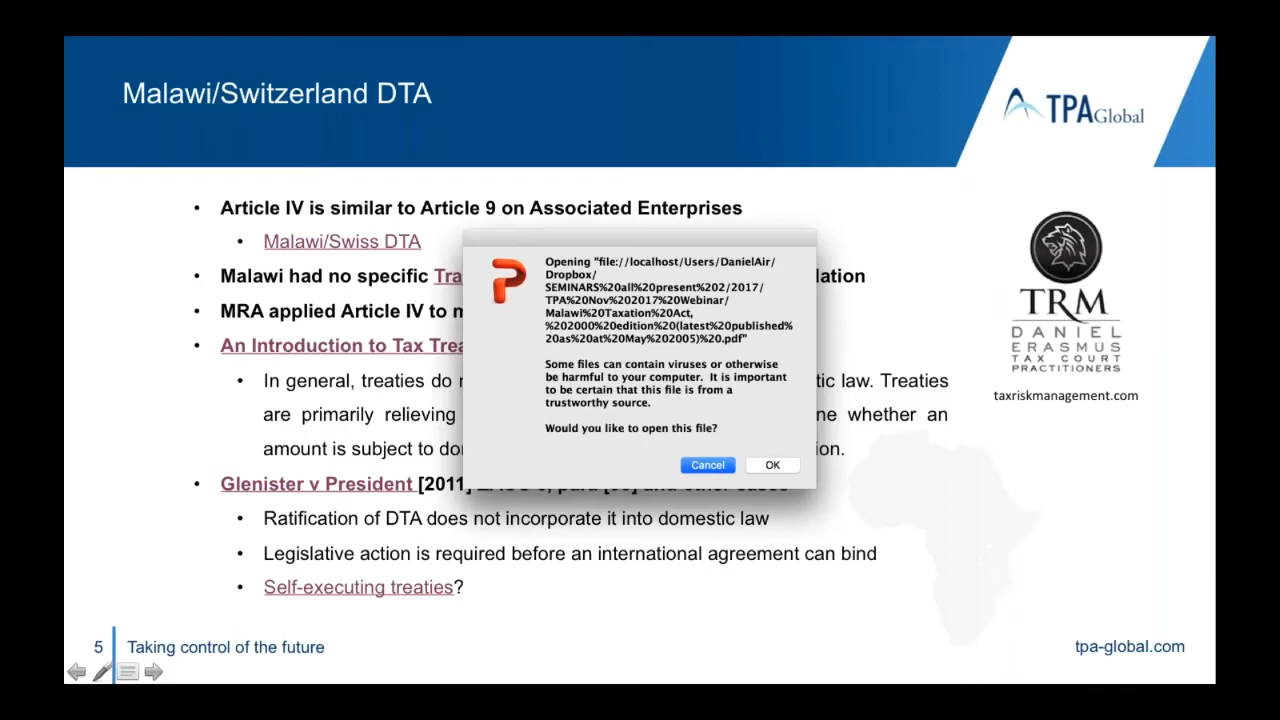 Malawi/Switzerland DTA
TPA Global
• Article IV is similar to Article 9 on Associated Enterprises
• Malawi/Swiss DTA
• Malawi had no specific Tra
lation
• MRA applied Article IV to m
• An Introduction to Tax Trea
• In general, treaties do
tic law. Treaties
are primarily relieving
ne whether an
amount is subject to do
ion.
• Glenister v President [2011]
• Ratification of DTA does not incorporate it into domestic law
• Legislative action is required before an international agreement can bind
• Self-executing treaties?
Opening "file://localhost/Users/DanielAir/
Dropbox/
SEMINARS%20all%20present%202/2017/
TPA%20Nov%202017%20Webinar/
Malawi%20Taxation%20Act,
%202000%20edition%20(latest%20published%
20as%20at%20May%202005)%20.pdf"
Some files can contain viruses or otherwise
be harmful to your computer. It is important
to be certain that this file is from a
trustworthy source.
Would you like to open this file?
Cancel
OK
TRM
DANIEL
ERASMUS
TAX COURT
PRACTITIONERS
taxriskmanagement.com
5
Taking control of the future
tpa-global.com